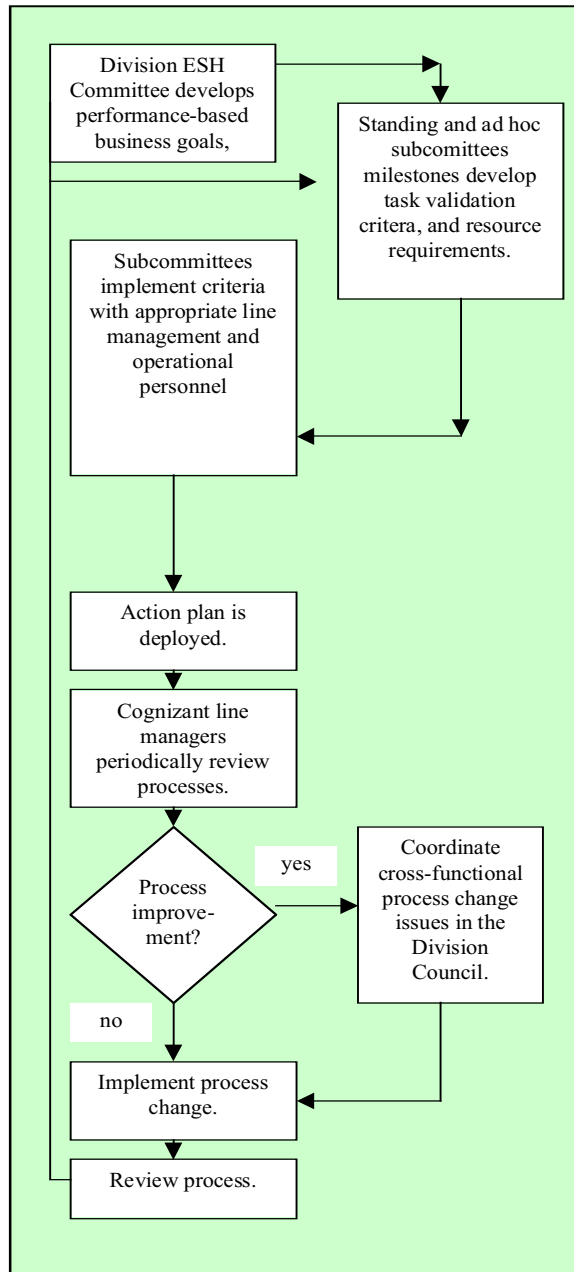 Division ESH
Committee develops
performance-based
business goals,
Standing and ad hoc
subcomittees
milestones develop
task validation
critera, and resource
requirements.
Subcommittees
implement criteria
with appropriate line
management and
operational
personnel
Action plan is
deployed.
Cognizant line
managers
periodically review
processes.
Process
improve-
ment?
yes
Coordinate
cross-functional
process change
issues in the
Division
Council.
no
Implement process
change.
Review process.